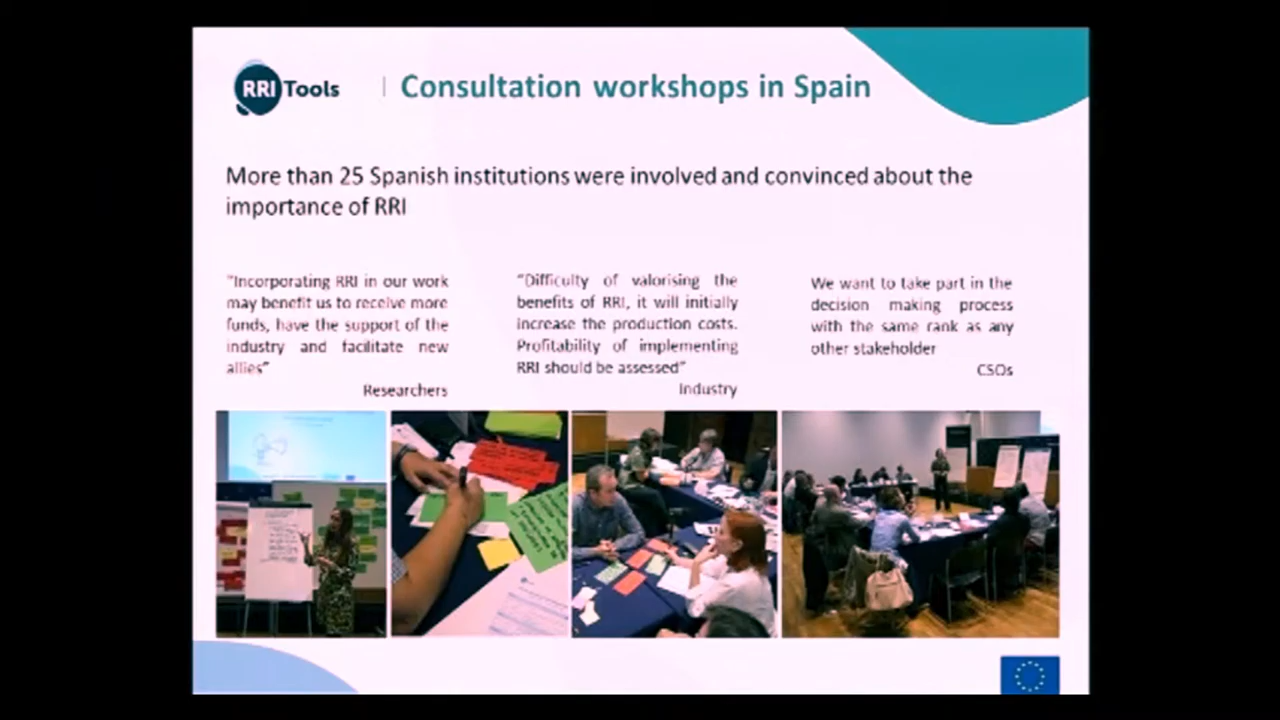 RRI Tools
Consultation workshops in Spain
More than 25 Spanish institutions were involved and convinced about the
importance of RRI
"Incorporating RRI in our work
may benefit us to receive more
funds, have the support of the
industry and facilitate new
allies"
Researchers
"Difficulty of valorising the
benefits of RRI, it will initially
increase the production costs.
Profitability of implementing
RRI should be assessed"
Industry
We want to take part in the
decision making process
with the same rank as any
other stakeholder
CSOs